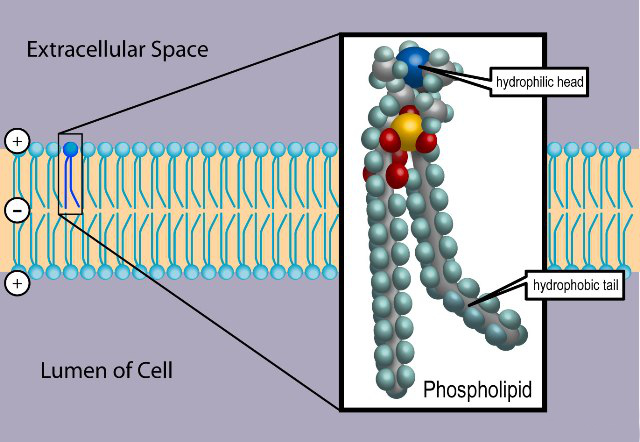 Extracellular Space
hydrophilic head
+
−
+
hydrophobic tail
Lumen of Cell
Phospholipid